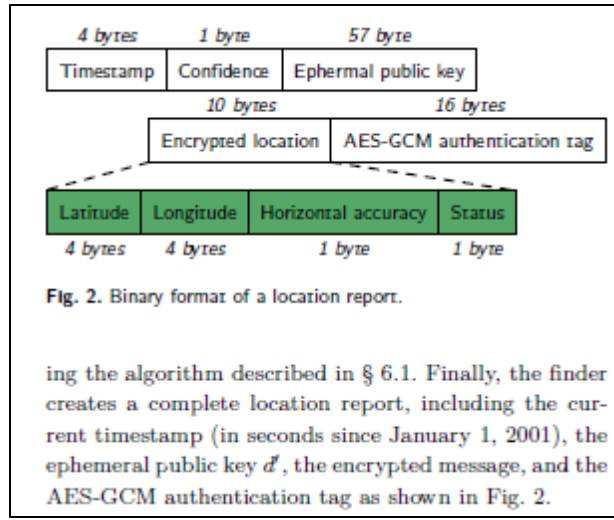 4 bytes 1 byte 57 byte
Timestamp Confidence Ephermal public key
10 bytes 16 bytes
Encrypted location AES-GCM authentication tag
Latitude Longitude Horizontal accuracy Status
4 bytes 4 bytes 1 byte 1 byte
Fig. 2. Binary format of a location report.
ing the algorithm described in § 6.1. Finally, the finder
creates a complete location report, including the cur-
rent timestamp (in seconds since January 1, 2001), the
ephemeral public key d′, the encrypted message, and the
AES-GCM authentication tag as shown in Fig. 2.